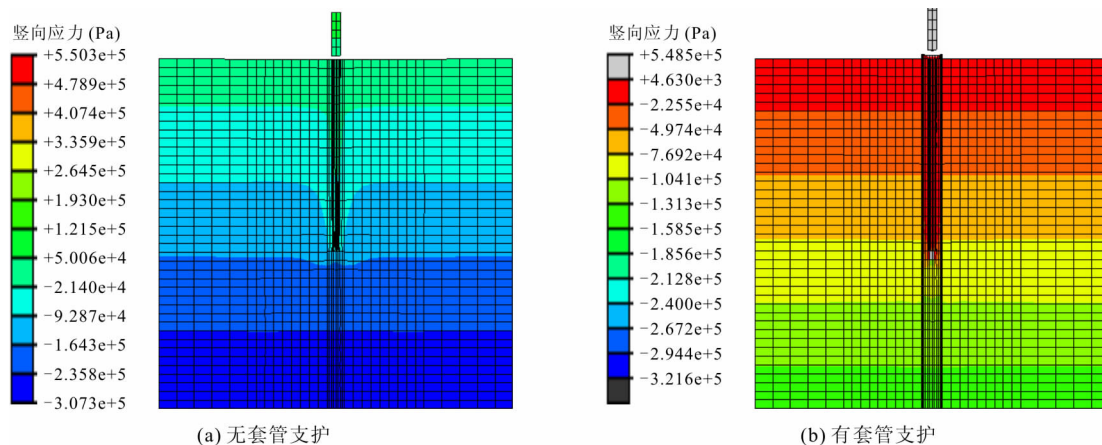 竖向应力 (Pa)
+5.503e+5
+4.789e+5
+4.074e+5
+3.359e+5
+2.645e+5
+1.930e+5
+1.215e+5
+5.006e+4
−2.140e+4
−9.287e+4
−1.643e+5
−2.358e+5
−3.073e+5
(a) 无套管支护
竖向应力 (Pa)
+5.485e+5
+4.630e+3
−2.255e+4
−4.974e+4
−7.692e+4
−1.041e+5
−1.313e+5
−1.585e+5
−1.856e+5
−2.128e+5
−2.400e+5
−2.672e+5
−2.944e+5
−3.216e+5
(b) 有套管支护